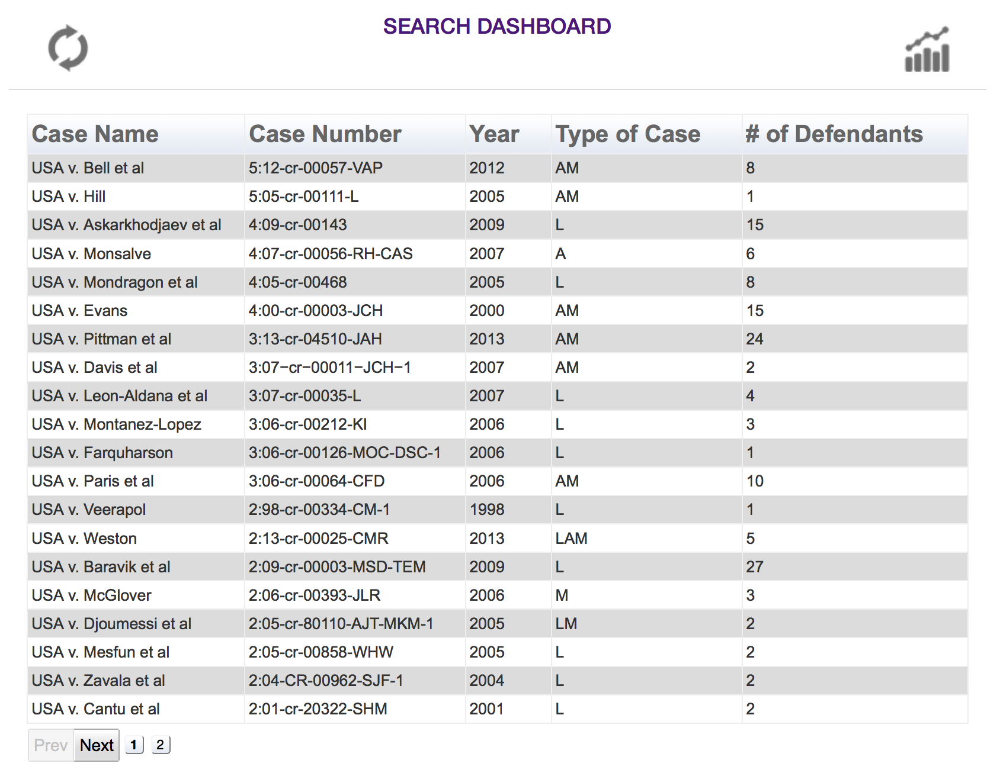 SEARCH DASHBOARD
Case Name Case Number Year Type of Case # of Defendants
USA v. Bell et al 5:12-cr-00057-VAP 2012 AM 8
USA v. Hill 5:05-cr-00111-L 2005 AM 1
USA v. Askarkhodjaev et al 4:09-cr-00143 2009 L 15
USA v. Monsalve 4:07-cr-00056-RH-CAS 2007 A 6
USA v. Mondragon et al 4:05-cr-00468 2005 L 8
USA v. Evans 4:00-cr-00003-JCH 2000 AM 15
USA v. Pittman et al 3:13-cr-04510-JAH 2013 AM 24
USA v. Davis et al 3:07−cr−00011−JCH−1 2007 AM 2
USA v. Leon-Aldana et al 3:07-cr-00035-L 2007 L 4
USA v. Montanez-Lopez 3:06-cr-00212-KI 2006 L 3
USA v. Farquharson 3:06-cr-00126-MOC-DSC-1 2006 L 1
USA v. Paris et al 3:06-cr-00064-CFD 2006 AM 10
USA v. Veerapol 2:98-cr-00334-CM-1 1998 L 1
USA v. Weston 2:13-cr-00025-CMR 2013 LAM 5
USA v. Baravik et al 2:09-cr-00003-MSD-TEM 2009 L 27
USA v. McGlover 2:06-cr-00393-JLR 2006 M 3
USA v. Djoumessi et al 2:05-cr-80110-AJT-MKM-1 2005 LM 2
USA v. Mesfun et al 2:05-cr-00858-WHW 2005 L 2
USA v. Zavala et al 2:04-CR-00962-SJF-1 2004 L 2
USA v. Cantu et al 2:01-cr-20322-SHM 2001 L 2
Prev Next 1 2